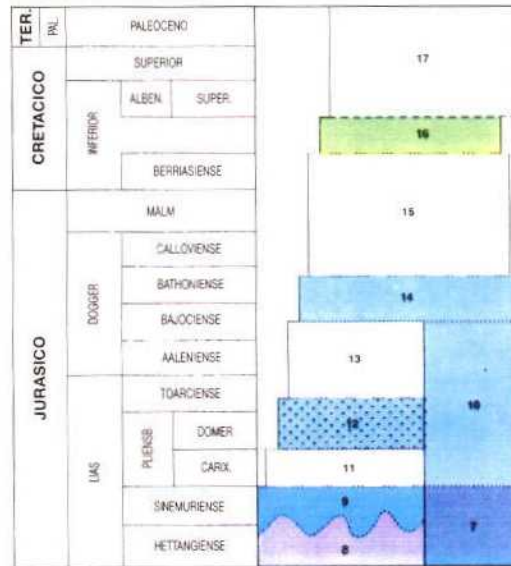 TER.
PAL.
PALEOCENO
CRETACICO
SUPERIOR
INFERIOR
ALBEN.
SUPER.
BERRIASIENSE
JURASICO
MALM
DOGGER
CALLOVIENSE
BATHONIENSE
BAJOCIENSE
AALENIENSE
LIAS
TOARCIENSE
PLIENSB.
DOMER
CARIX.
SINEMURIENSE
HETTANGIENSE
17
16
15
14
13
10
12
11
9
7
8